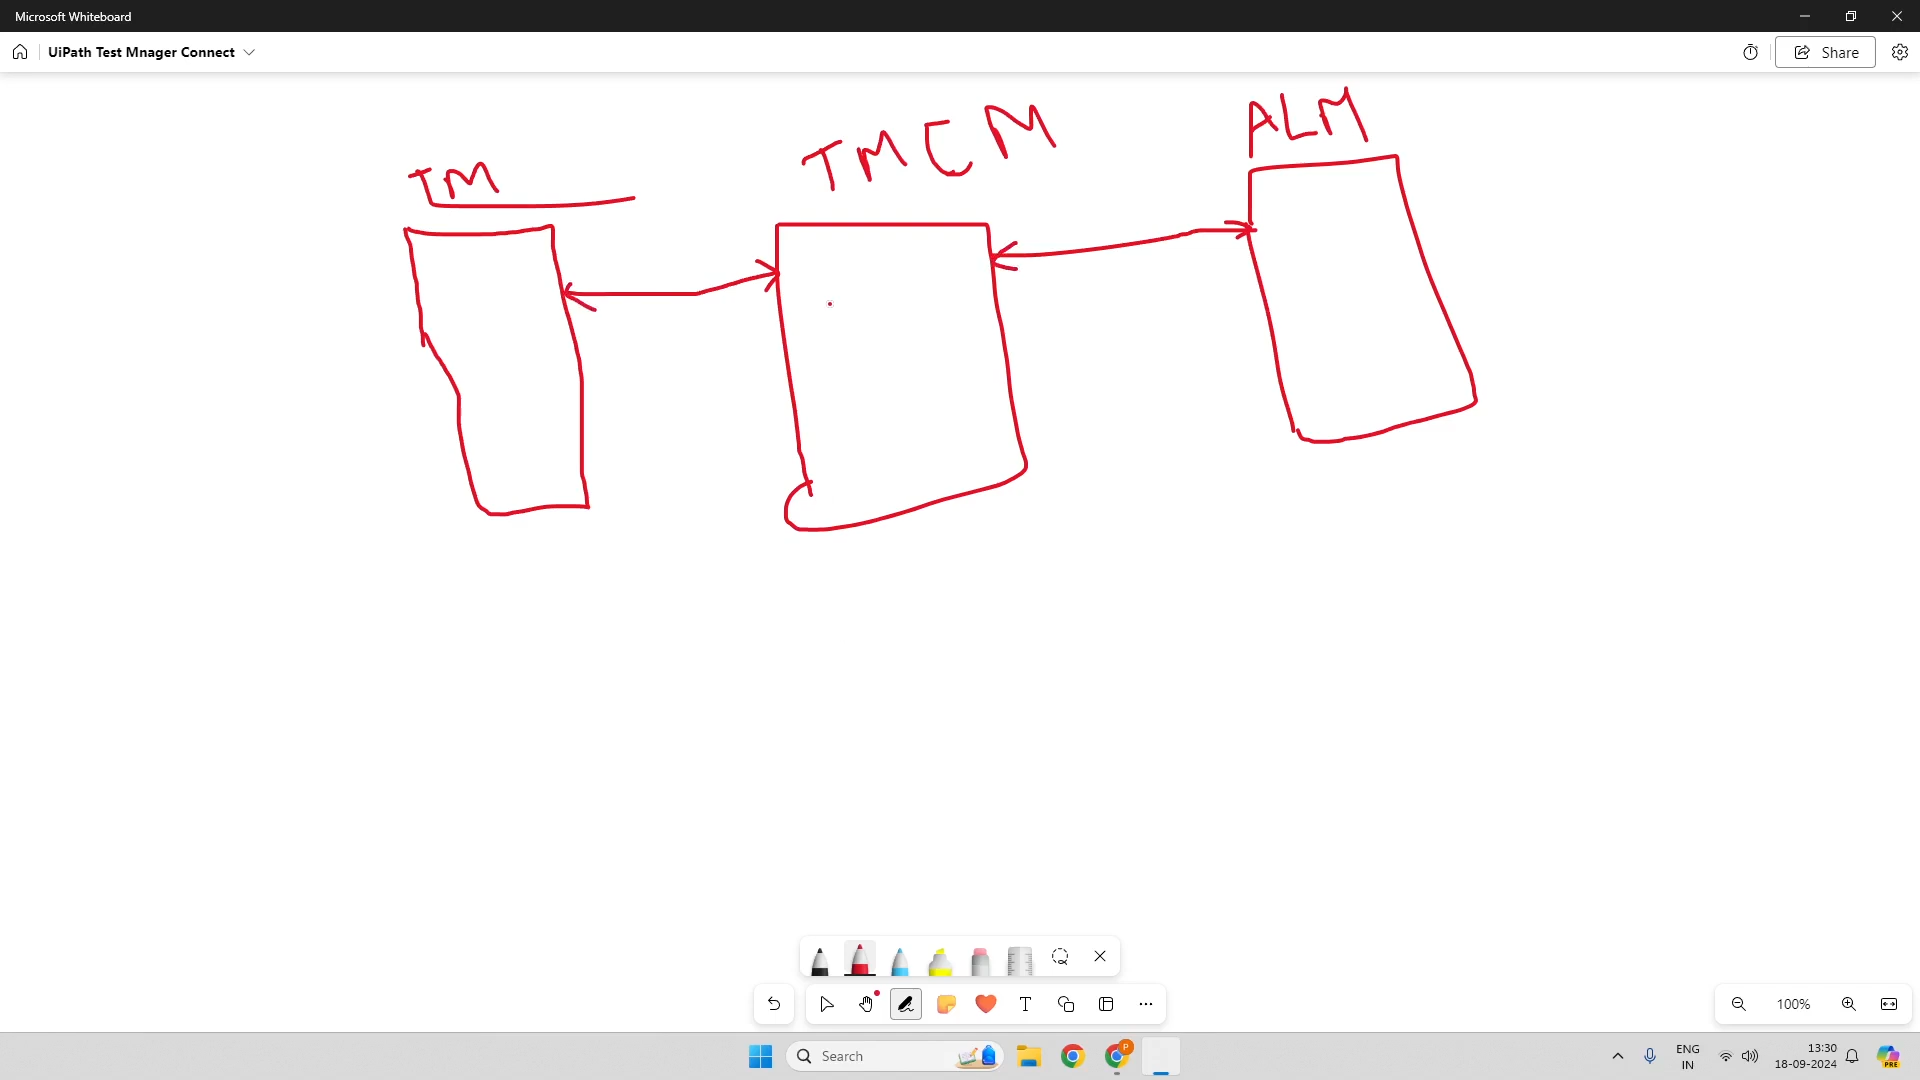 Microsoft Whiteboard
UiPath Test Mnager Connect
Share
TM
TMCM
ALM
100%
Search
P
ENG
IN
13:30
18-09-2024
PRE